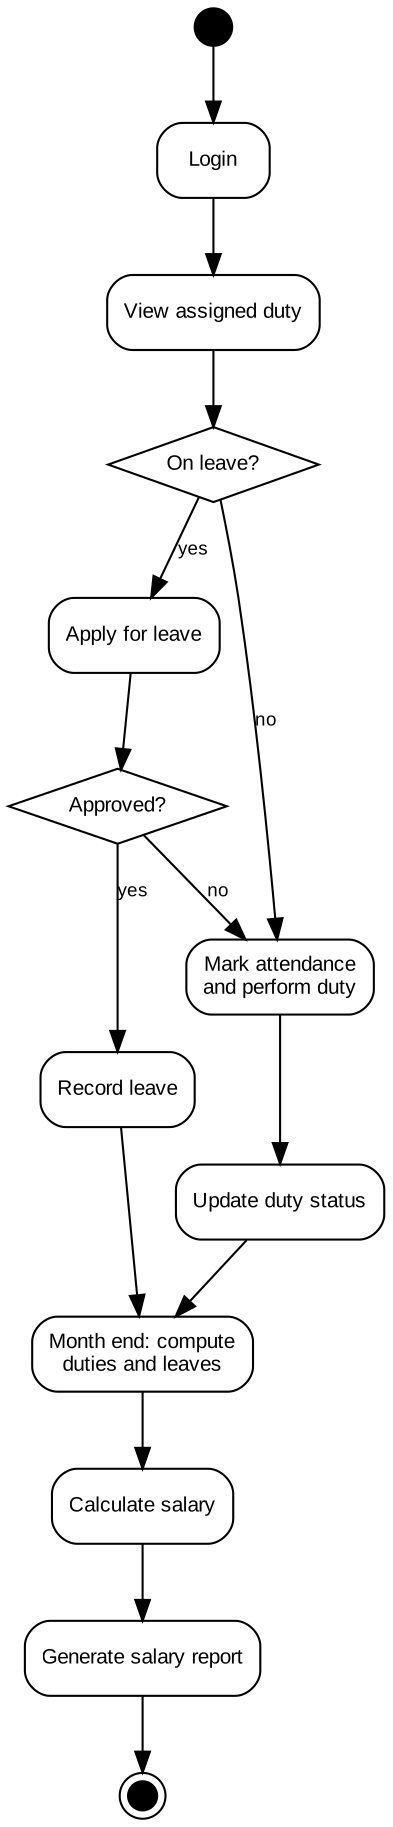 Login
View assigned duty
On leave?
yes
Apply for leave
no
Approved?
yes
no
Mark attendance
and perform duty
Record leave
Update duty status
Month end: compute
duties and leaves
Calculate salary
Generate salary report